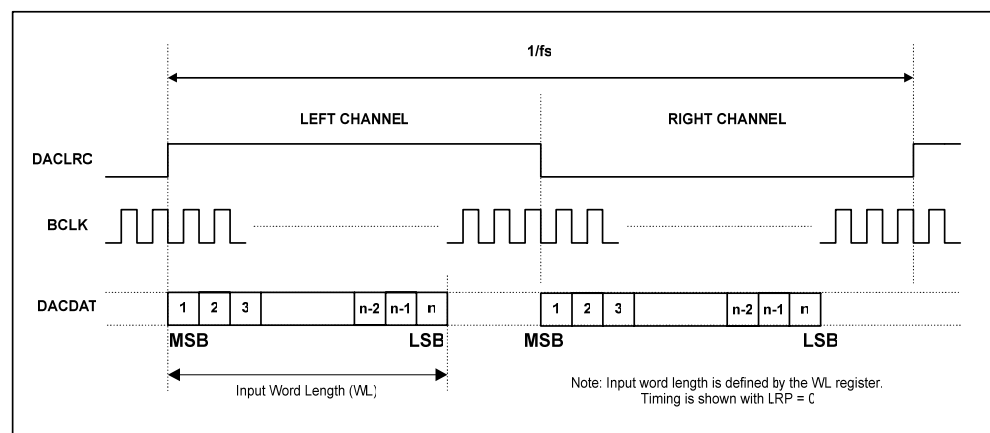 1/fs
LEFT CHANNEL RIGHT CHANNEL
DACLRC
BCLK
DACDAT 1 2 3 n-2 n-1 n 1 2 3 n-2 n-1 n
MSB LSB MSB LSB
Input Word Length (WL)
Note: Input word length is defined by the WL register.
Timing is shown with LRP = 0